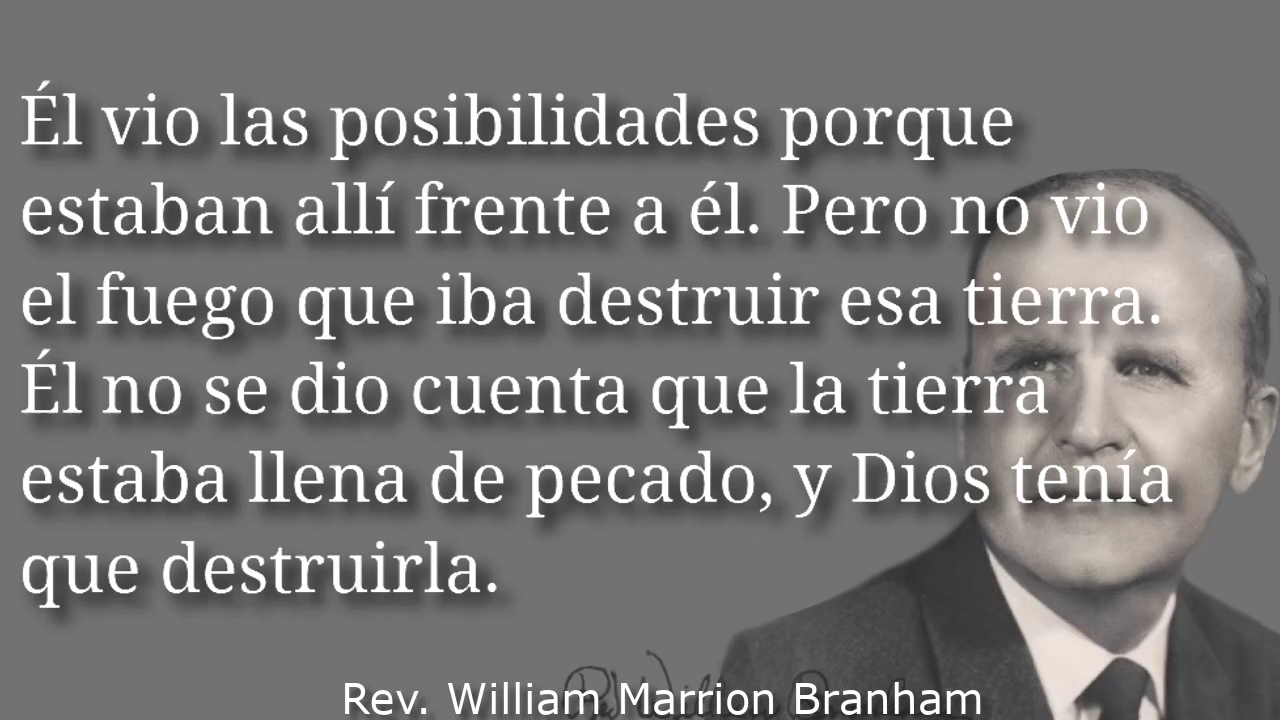 Él vio las posibilidades porque
estaban allí frente a él. Pero no vio
el fuego que iba destruir esa tierra.
Él no se dio cuenta que la tierra
estaba llena de pecado, y Dios tenía
que destruirla.
Rev. William Marrion Branham